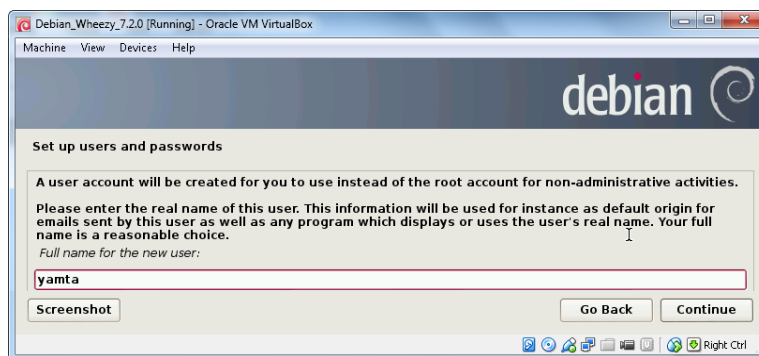 Debian_Wheezy_7.2.0 [Running] - Oracle VM VirtualBox
Machine View Devices Help
debian
Set up users and passwords
A user account will be created for you to use instead of the root account for non-administrative activities.
Please enter the real name of this user. This information will be used for instance as default origin for
emails sent by this user as well as any program which displays or uses the user's real name. Your full
name is a reasonable choice.
Full name for the new user:
yamta
Screenshot Go Back Continue
Right Ctrl